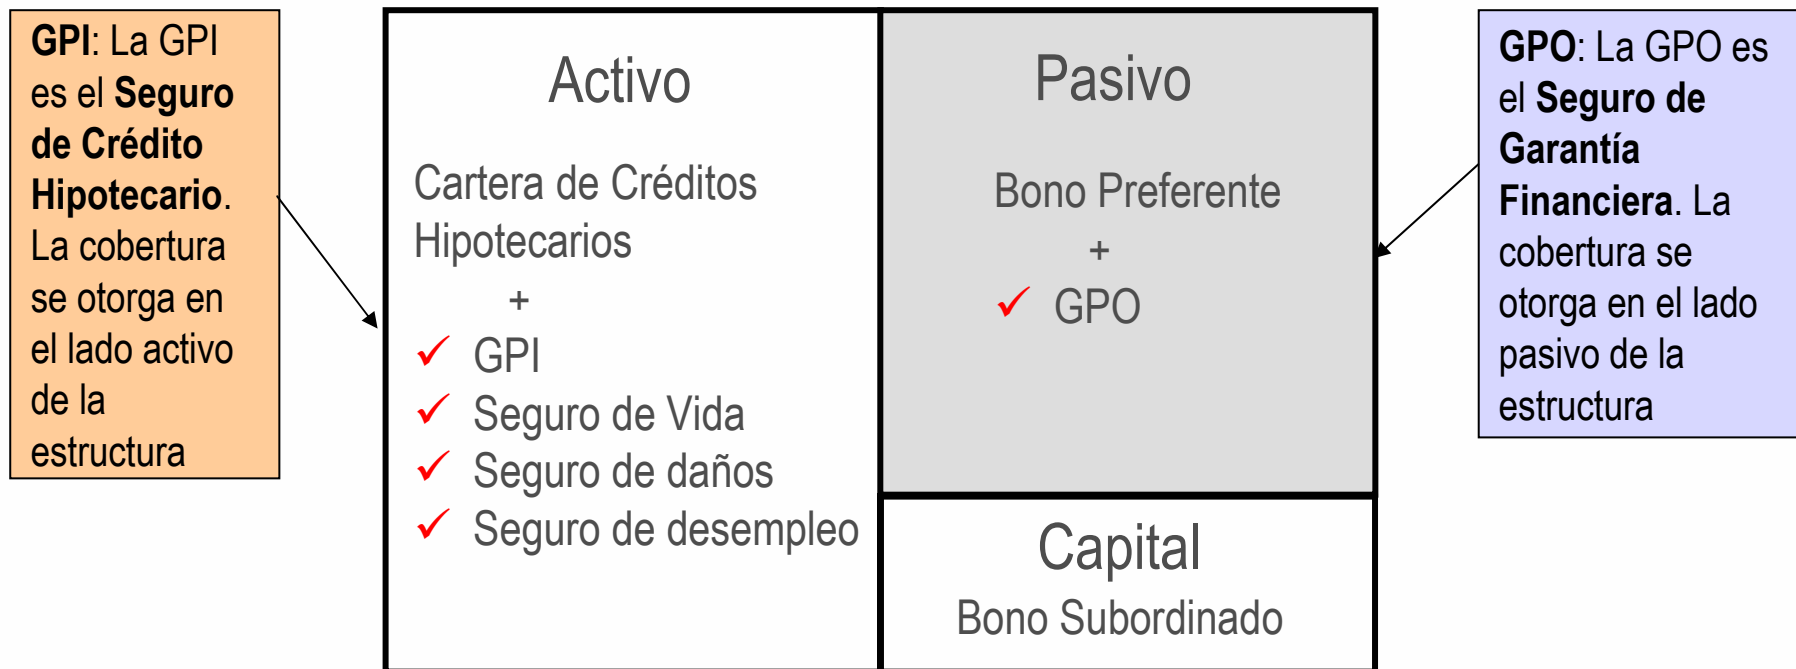 GPI: La GPI
es el Seguro
de Crédito
Hipotecario.
La cobertura
se otorga en
el lado activo
de la
estructura
Activo
Cartera de Créditos
Hipotecarios
+
✓ GPI
✓ Seguro de Vida
✓ Seguro de daños
✓ Seguro de desempleo
Pasivo
Bono Preferente
+
✓ GPO
Capital
Bono Subordinado
GPO: La GPO es
el Seguro de
Garantía
Financiera. La
cobertura se
otorga en el lado
pasivo de la
estructura